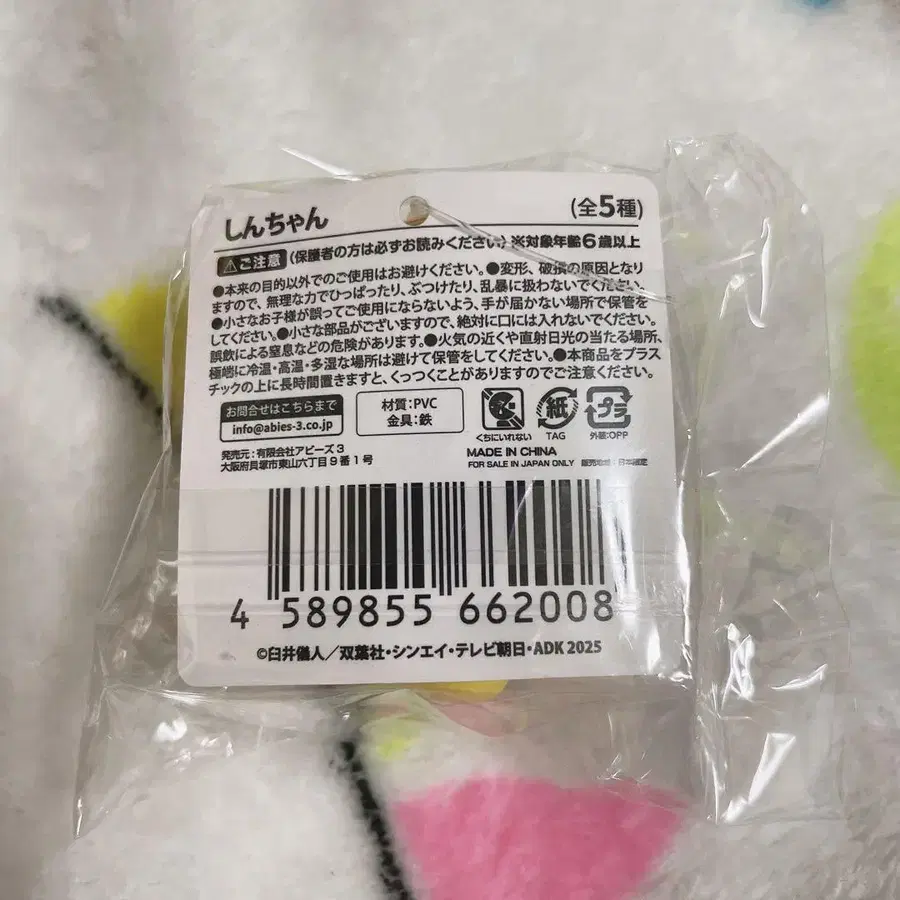 しんちゃん
(全5種)
⚠ご注意 (保護者の方は必ずお読みください) ※対象年齢6歳以上
●本来の目的以外でのご使用はお避けください。●変形、破損の原因となり
ますので、無理な力でひっぱったり、ぶつけたり、乱暴に扱わないでください。
●小さなお子様が誤ってご使用にならないよう、手が届かない場所で保管を
してください。●小さな部品がございますので、絶対に口には入れないでください。
誤飲による窒息などの危険があります。●火気の近くや直射日光の当たる場所、
極端に冷温・高温・多湿な場所は避けて保管をしてください。●本商品をプラス
チックの上に長時間置きますと、くっつくことがありますのでご注意ください。
お問合せはこちらまで
info@abies-3.co.jp
材質:PVC
金具:鉄
くちにいれない
紙
TAG
プラ
外装:OPP
発売元:有限会社アビーズ3
大阪府貝塚市東山六丁目9番1号
MADE IN CHINA
FOR SALE IN JAPAN ONLY
販売地域:日本限定
4 589855 662008
©臼井儀人/双葉社・シンエイ・テレビ朝日・ADK 2025